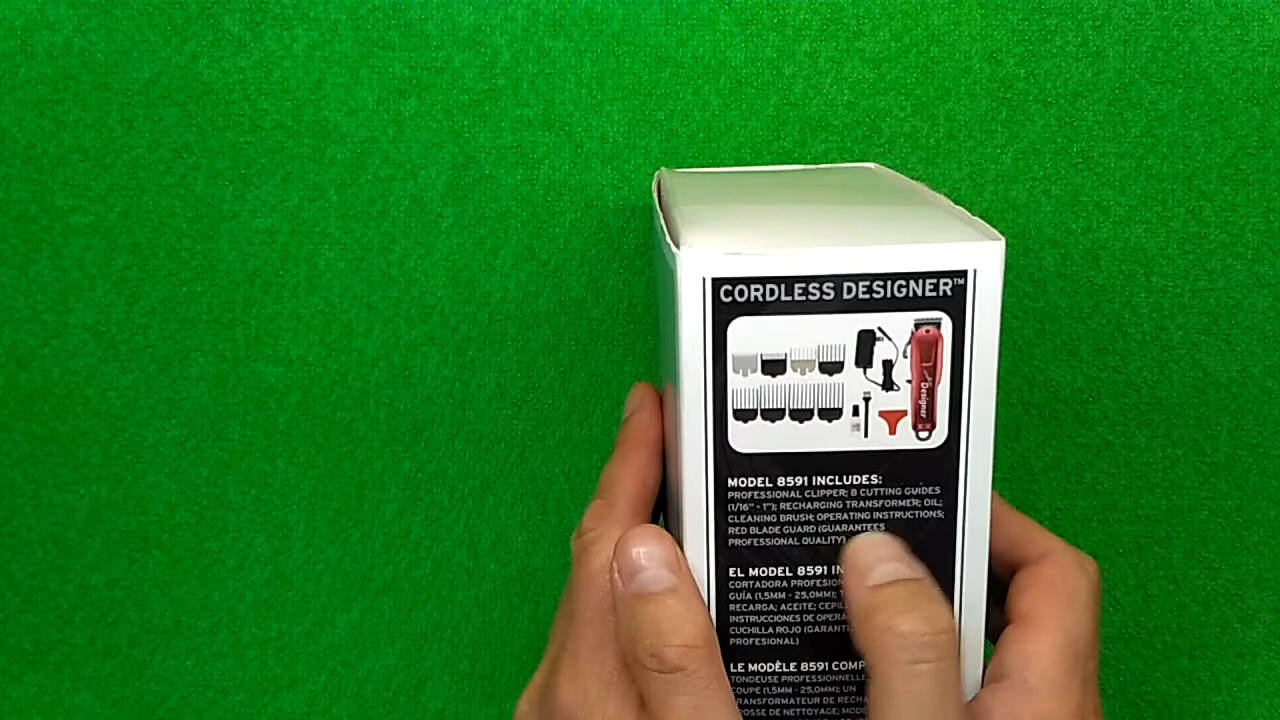 CORDLESS DESIGNER™
Designer
MODEL 8591 INCLUDES:
PROFESSIONAL CLIPPER; 8 CUTTING GUIDES
(1/16" - 1"); RECHARGING TRANSFORMER; OIL;
CLEANING BRUSH; OPERATING INSTRUCTIONS;
RED BLADE GUARD (GUARANTEES
PROFESSIONAL QUALITY)
EL MODEL 8591 IN
CORTADORA PROFESION
GUÍA (1,5MM - 25,0MM); T
RECARGA; ACEITE; CEPIL
INSTRUCCIONES DE OPERA
CUCHILLA ROJO (GARANTI
PROFESIONAL)
LE MODÈLE 8591 COMP
TONDEUSE PROFESSIONNELLE
COUPE (1,5MM - 25,0MM); UN
TRANSFORMATEUR DE RECHA
BROSSE DE NETTOYAGE; MODE